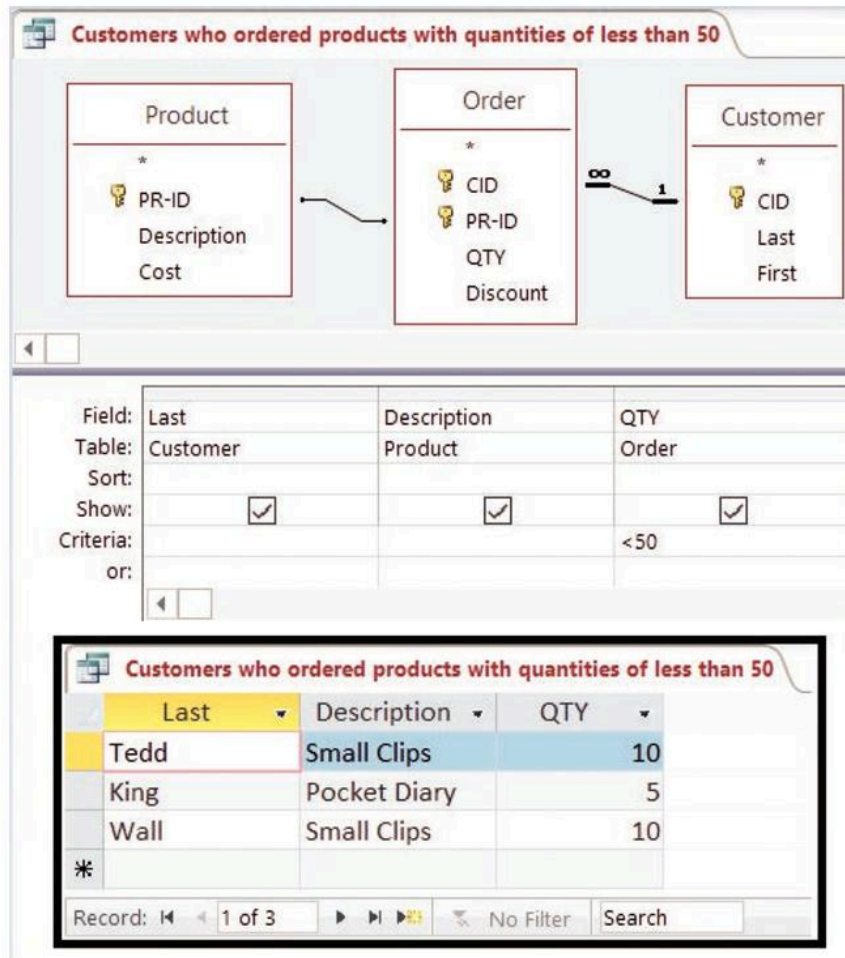 Customers who ordered products with quantities of less than 50
Product
*
PR-ID
Description
Cost
Order
*
CID
PR-ID
QTY
Discount
∞
1
Customer
*
CID
Last
First
Field: Last Description QTY
Table: Customer Product Order
Sort:
Show:
Criteria: <50
or:
Customers who ordered products with quantities of less than 50
Last Description QTY
Tedd Small Clips 10
King Pocket Diary 5
Wall Small Clips 10
*
Record: 1 of 3 No Filter Search